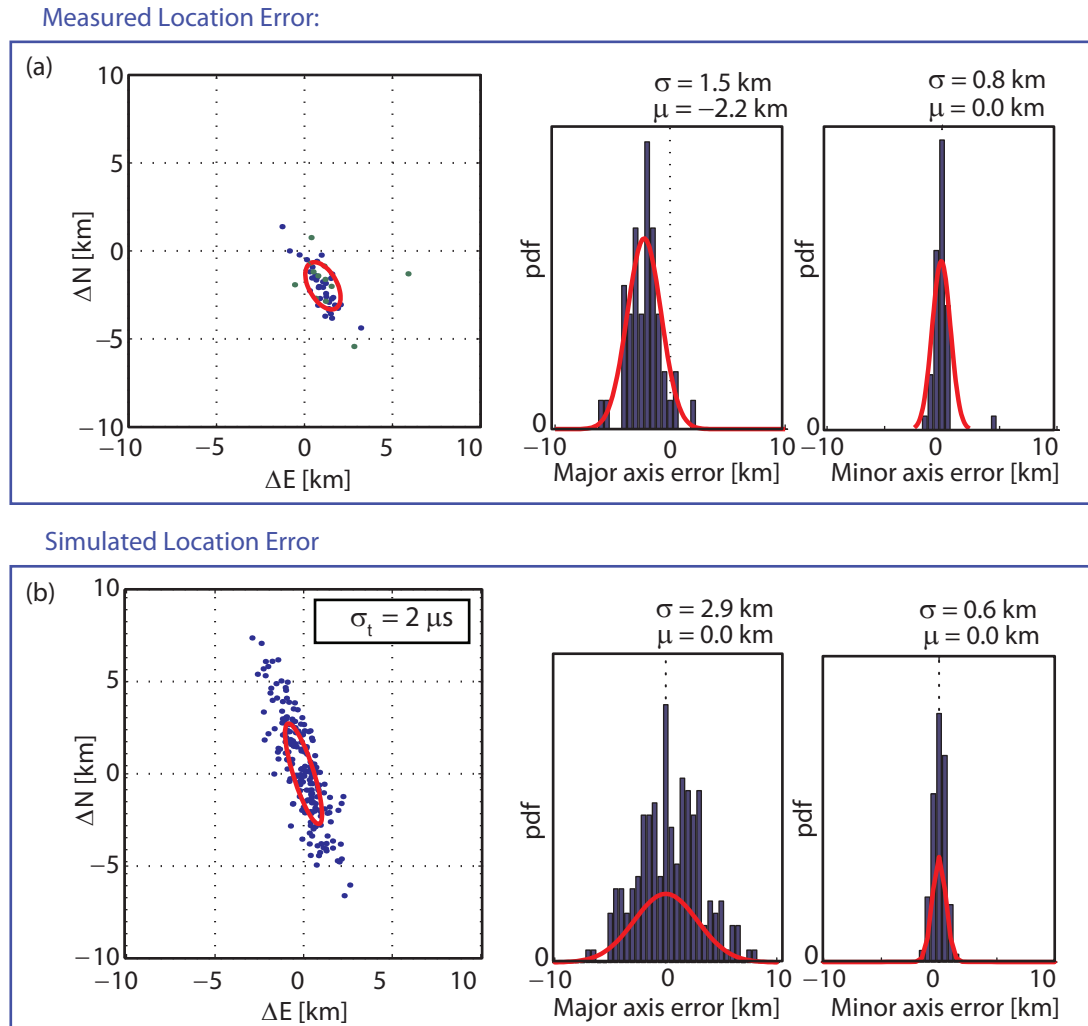 Measured Location Error:
(a)
10
5
0
−5
−10
ΔN [km]
−10 −5 0 5 10
ΔE [km]
σ = 1.5 km
μ = −2.2 km
pdf
0
−10 0 10
Major axis error [km]
σ = 0.8 km
μ = 0.0 km
pdf
0
−10 0 10
Minor axis error [km]
Simulated Location Error
(b)
σt = 2 μs
10
5
0
−5
−10
ΔN [km]
−10 −5 0 5 10
ΔE [km]
σ = 2.9 km
μ = 0.0 km
pdf
0
−10 0 10
Major axis error [km]
σ = 0.6 km
μ = 0.0 km
pdf
0
−10 0 10
Minor axis error [km]